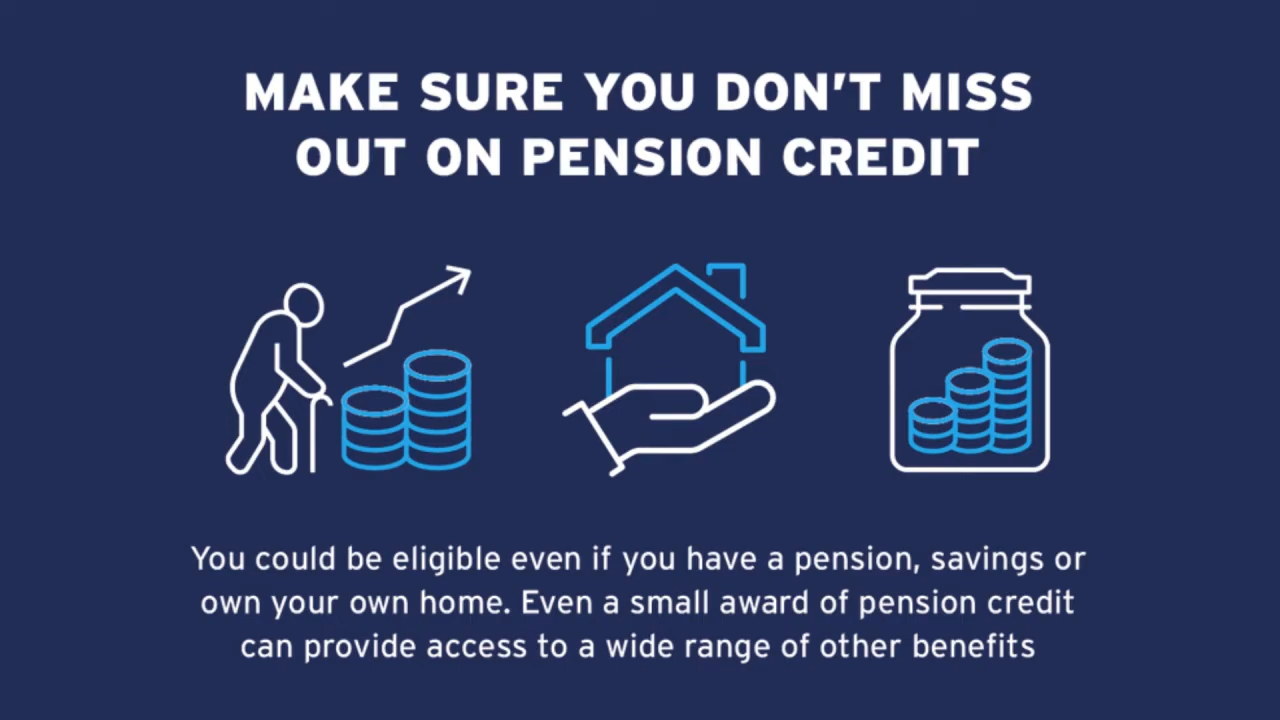 MAKE SURE YOU DON'T MISS
OUT ON PENSION CREDIT
You could be eligible even if you have a pension, savings or
own your own home. Even a small award of pension credit
can provide access to a wide range of other benefits